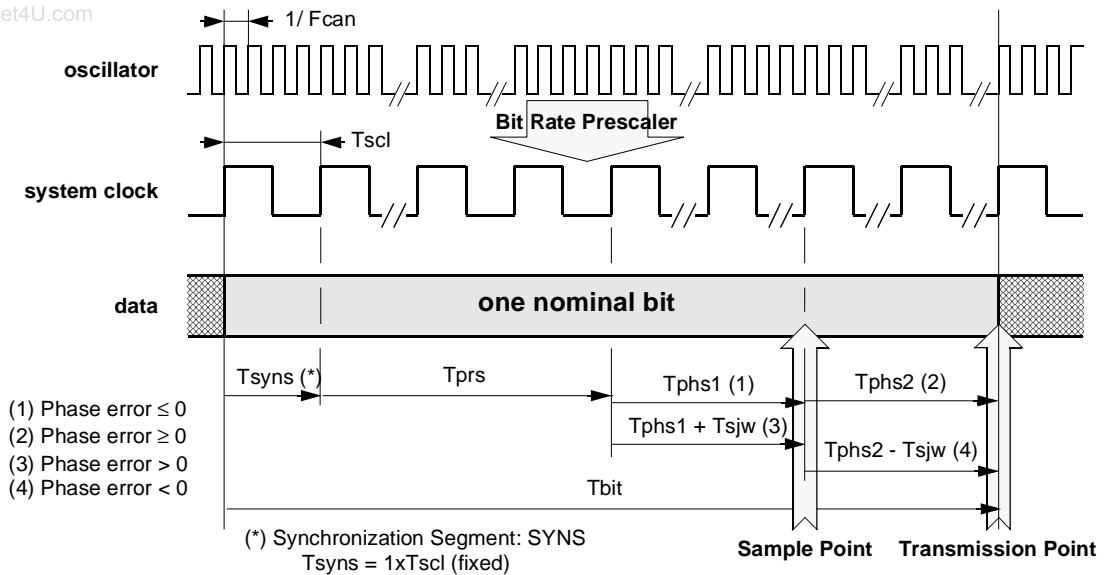 et4U.com
1/ Fcan
oscillator
Bit Rate Prescaler
Tscl
system clock
data
one nominal bit
Tsyns (*)
Tprs
Tphs1 (1)
Tphs2 (2)
(1) Phase error ≤ 0
(2) Phase error ≥ 0
(3) Phase error > 0
(4) Phase error < 0
Tphs1 + Tsjw (3)
Tphs2 - Tsjw (4)
Tbit
(*) Synchronization Segment: SYNS
Tsyns = 1xTscl (fixed)
Sample Point
Transmission Point